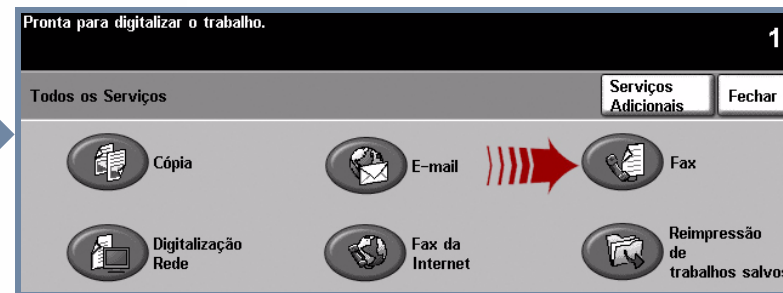 Pronta para digitalizar o trabalho.
1
Todos os Serviços
Serviços
Adicionais
Fechar
Cópia
E-mail
Fax
Digitalização
Rede
Fax da
Internet
Reimpressão
de
trabalhos salvos